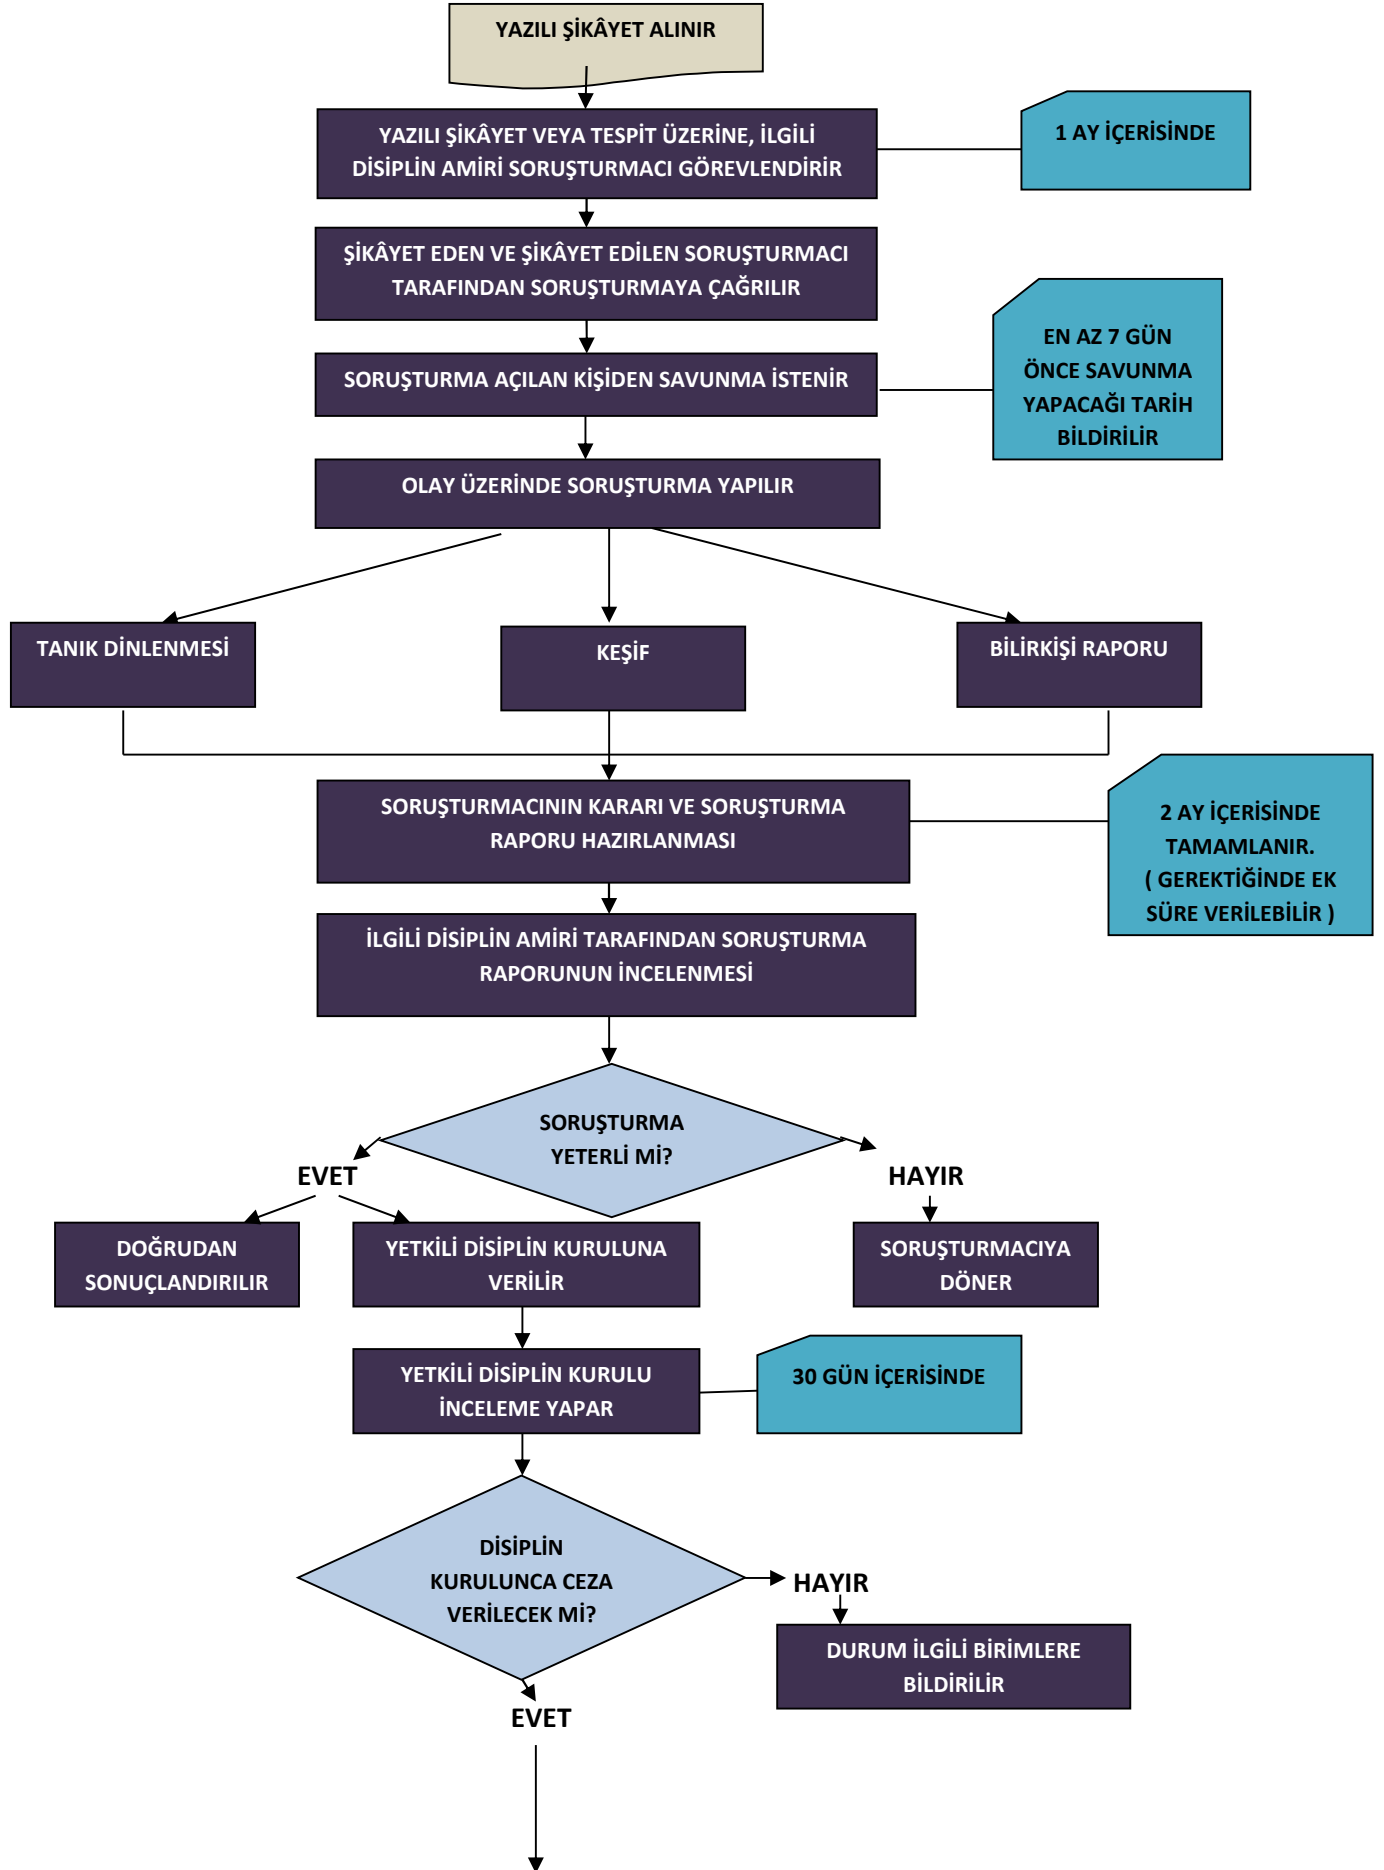 YAZILI ŞİKÂYET ALINIR
YAZILI ŞİKÂYET VEYA TESPİT ÜZERİNE, İLGİLİ
DİSİPLİN AMİRİ SORUŞTURMACI GÖREVLENDİRİR
1 AY İÇERİSİNDE
ŞİKÂYET EDEN VE ŞİKÂYET EDİLEN SORUŞTURMACI
TARAFINDAN SORUŞTURMAYA ÇAĞRILIR
SORUŞTURMA AÇILAN KİŞİDEN SAVUNMA İSTENİR
EN AZ 7 GÜN
ÖNCE SAVUNMA
YAPACAĞI TARİH
BİLDİRİLİR
OLAY ÜZERİNDE SORUŞTURMA YAPILIR
TANIK DİNLENMESİ
KEŞİF
BİLİRKİŞİ RAPORU
SORUŞTURMACININ KARARI VE SORUŞTURMA
RAPORU HAZIRLANMASI
2 AY İÇERİSİNDE
TAMAMLANIR.
( GEREKTİĞİNDE EK
SÜRE VERİLEBİLİR )
İLGİLİ DİSİPLİN AMİRİ TARAFINDAN SORUŞTURMA
RAPORUNUN İNCELENMESİ
SORUŞTURMA
YETERLİ Mİ?
EVET
HAYIR
DOĞRUDAN
SONUÇLANDIRILIR
YETKİLİ DİSİPLİN KURULUNA
VERİLİR
SORUŞTURMACIYA
DÖNER
YETKİLİ DİSİPLİN KURULU
İNCELEME YAPAR
30 GÜN İÇERİSİNDE
DİSİPLİN
KURULUNCA CEZA
VERİLECEK Mİ?
HAYIR
DURUM İLGİLİ BİRİMLERE
BİLDİRİLİR
EVET